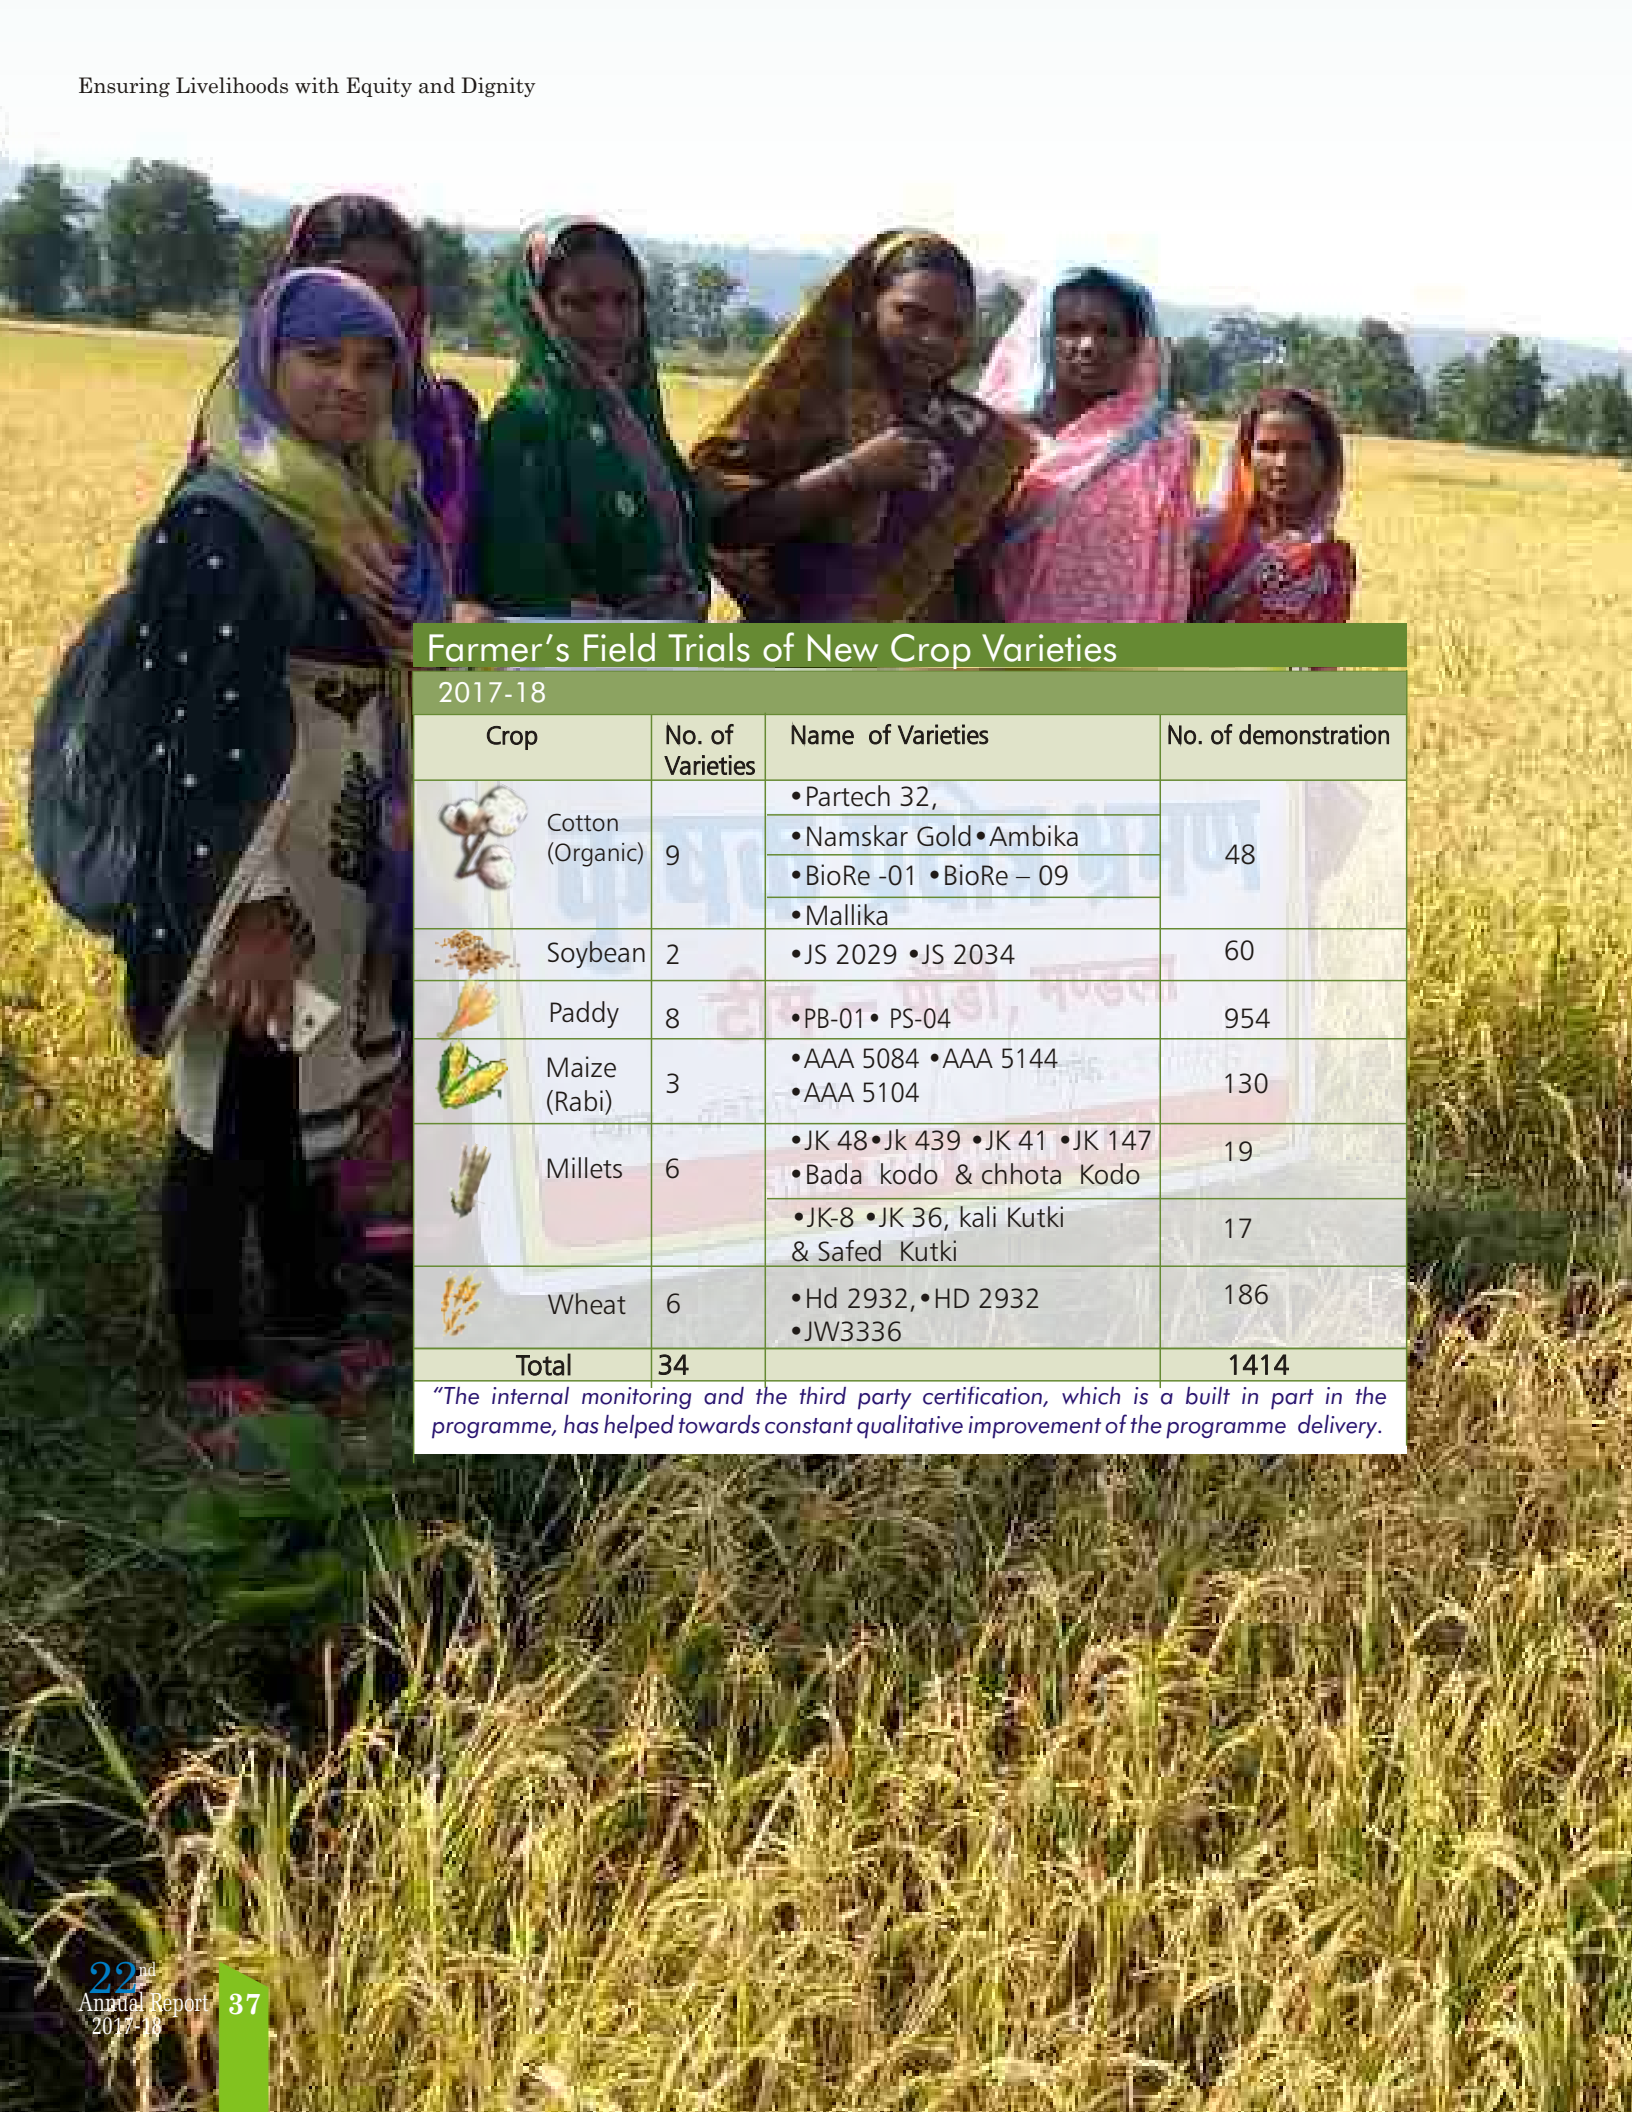 Ensuring Livelihoods with Equity and Dignity
Farmer’s Field Trials of New Crop Varieties
2017-18
Crop No. of Varieties Name of Varieties No. of demonstration
Cotton (Organic) 9 •Partech 32, 48
•Namskar Gold•Ambika
•BioRe -01 •BioRe – 09
•Mallika
Soybean 2 •JS 2029 •JS 2034 60
Paddy 8 •PB-01• PS-04 954
Maize (Rabi) 3 •AAA 5084 •AAA 5144 130
•AAA 5104
Millets 6 •JK 48•Jk 439 •JK 41 •JK 147 19
•Bada kodo & chhota Kodo
•JK-8 •JK 36, kali Kutki 17
& Safed Kutki
Wheat 6 •Hd 2932,•HD 2932 186
•JW3336
Total 34 1414
“The internal monitoring and the third party certification, which is a built in part in the
programme, has helped towards constant qualitative improvement of the programme delivery.
टीम – मण्डला
22nd
Annual Report
2017-18
37